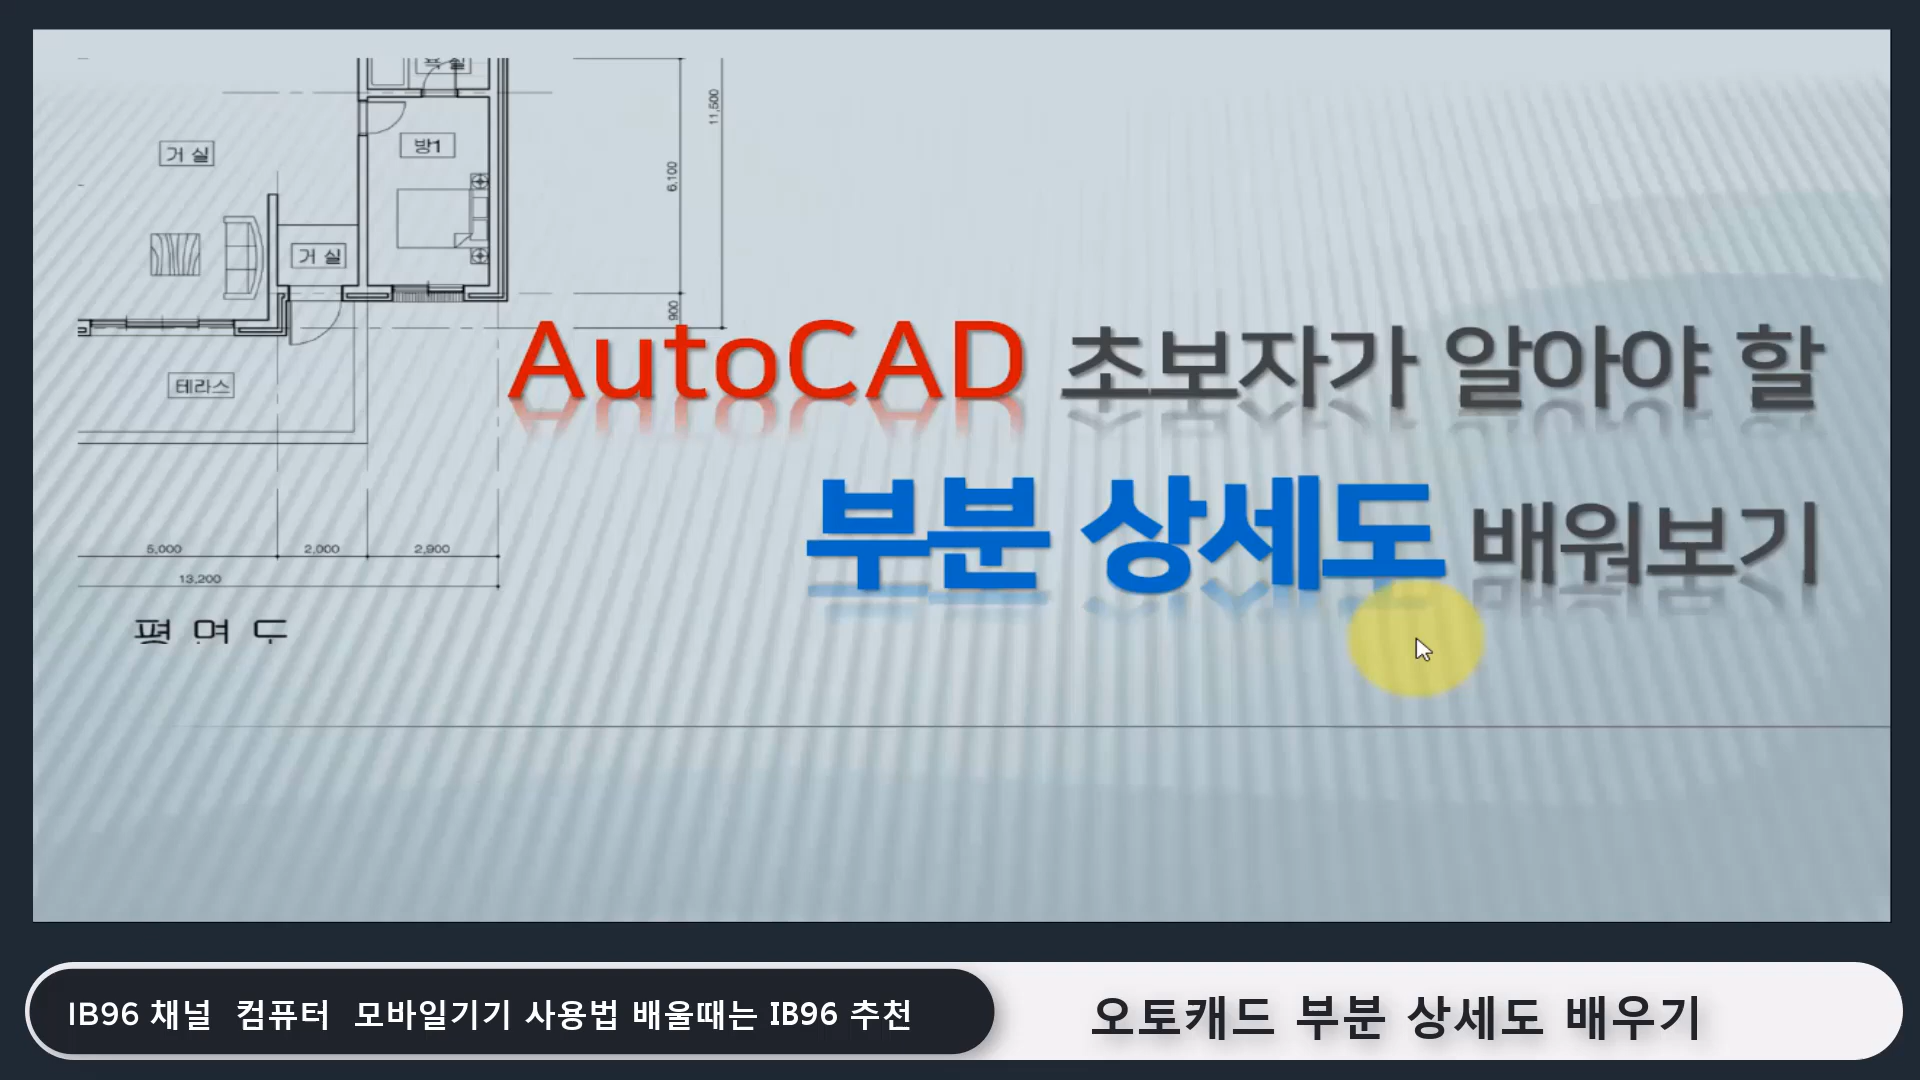 욕 실
11,500
거 실
방1
6,100
거 실
900
AutoCAD 초보자가 알아야 할
테라스
부분 상세도 배워보기
5,000 2,000 2,900
13,200
IB96 채널 컴퓨터 모바일기기 사용법 배울때는 IB96 추천
오토캐드 부분 상세도 배우기